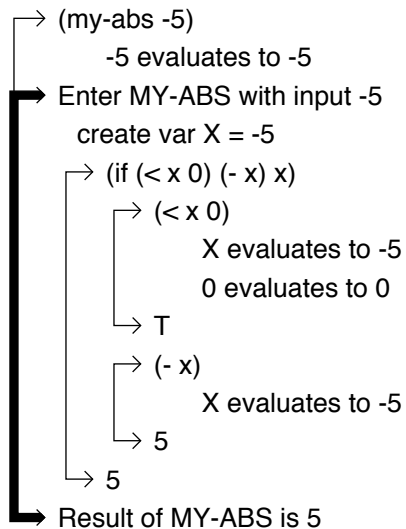 (my-abs -5)
-5 evaluates to -5
Enter MY-ABS with input -5
create var X = -5
(if (< x 0) (- x) x)
(< x 0)
X evaluates to -5
0 evaluates to 0
T
(- x)
X evaluates to -5
5
5
Result of MY-ABS is 5